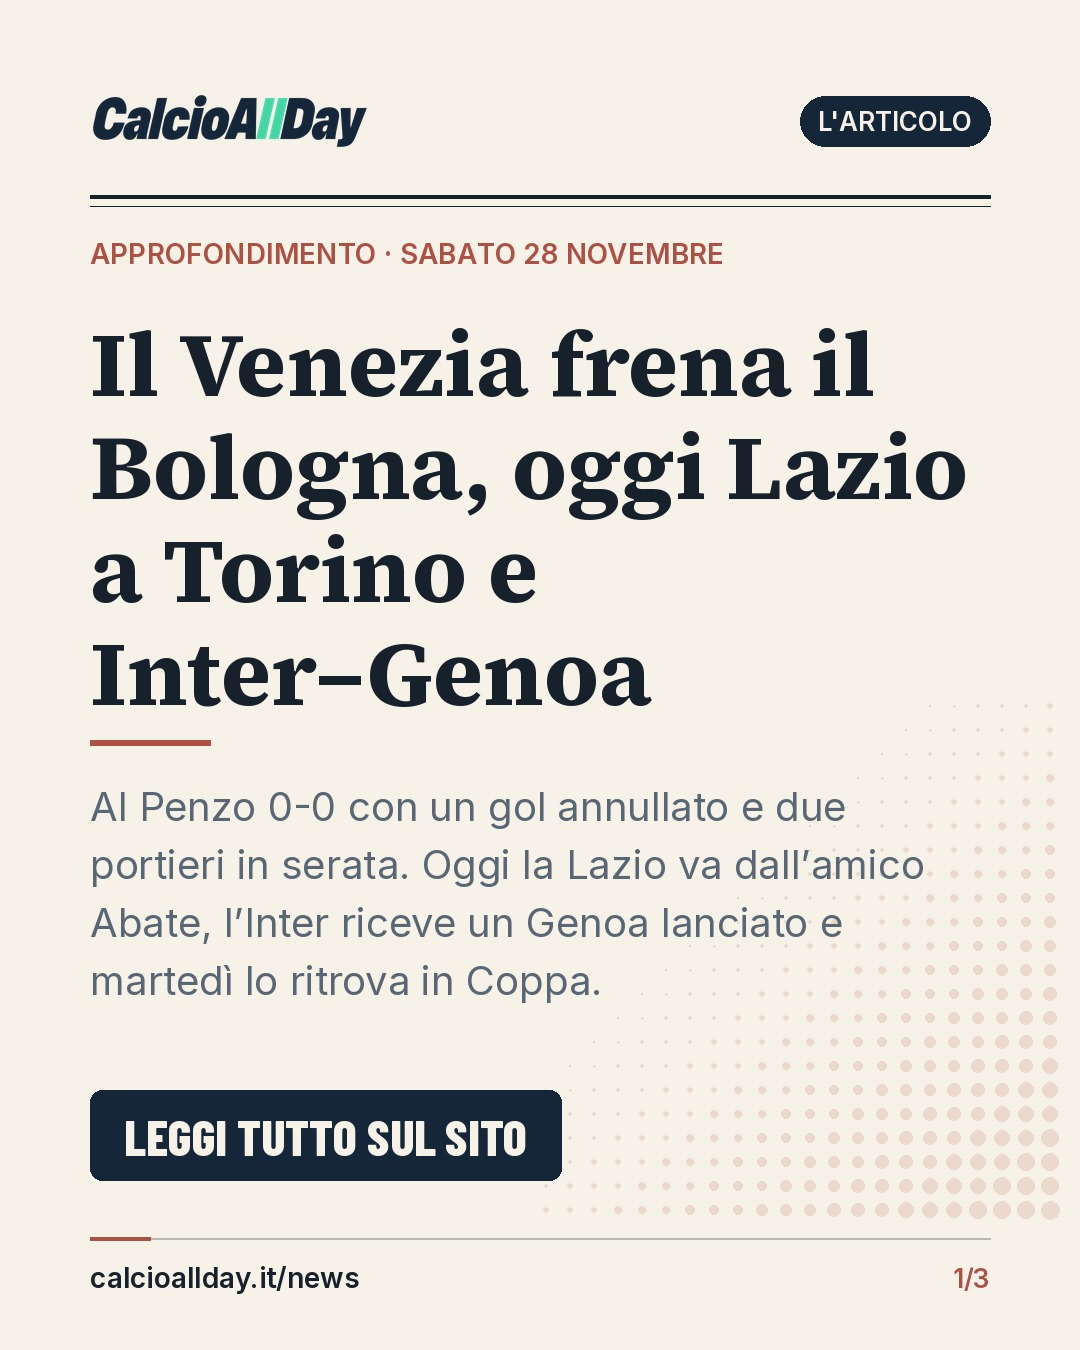 CalcioAllDay
L'ARTICOLO
APPROFONDIMENTO · SABATO 28 NOVEMBRE
Il Venezia frena il
Bologna, oggi Lazio
a Torino e
Inter–Genoa
Al Penzo 0-0 con un gol annullato e due
portieri in serata. Oggi la Lazio va dall’amico
Abate, l’Inter riceve un Genoa lanciato e
martedì lo ritrova in Coppa.
LEGGI TUTTO SUL SITO
calcioallday.it/news
1/3